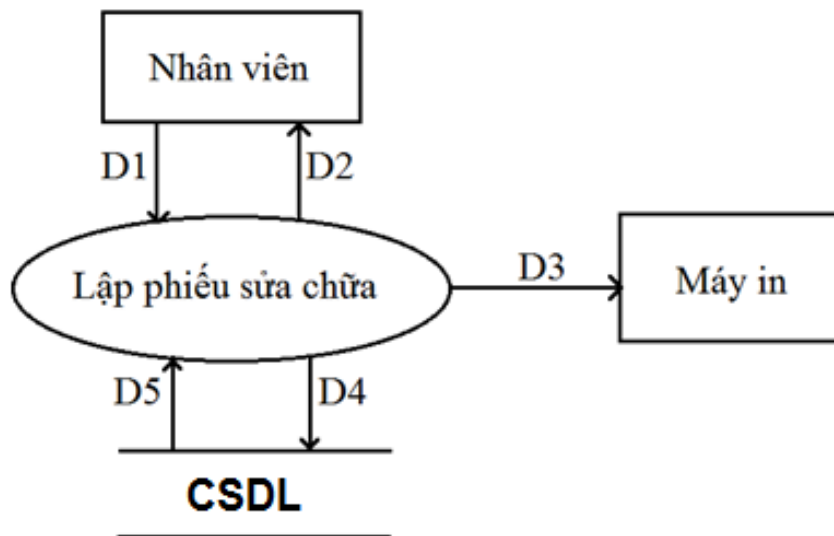 Nhân viên
D1
D2
Lập phiếu sửa chữa
D3
Máy in
D5
D4
CSDL